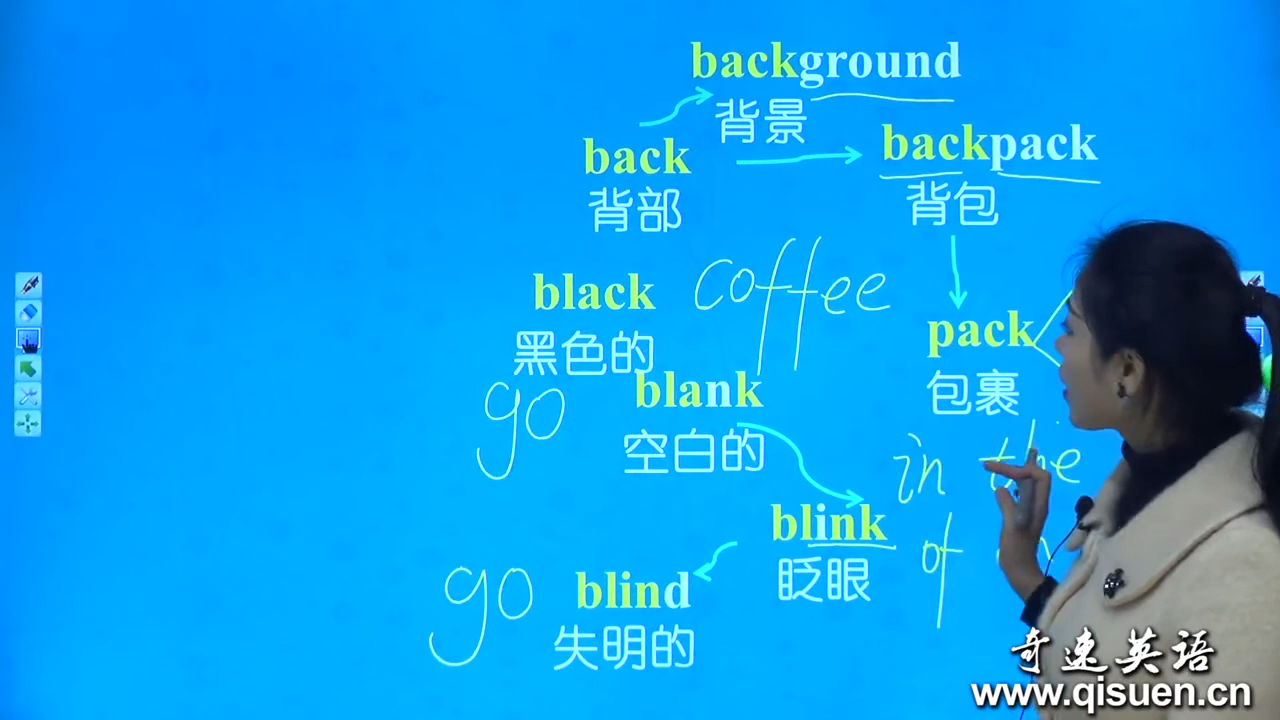 background
背景
back
背部
backpack
背包
black coffee
黑色的
pack
包裹
go blank
空白的
in the
blink of
眨眼
go blind
失明的
奇速英语
www.qisuen.cn